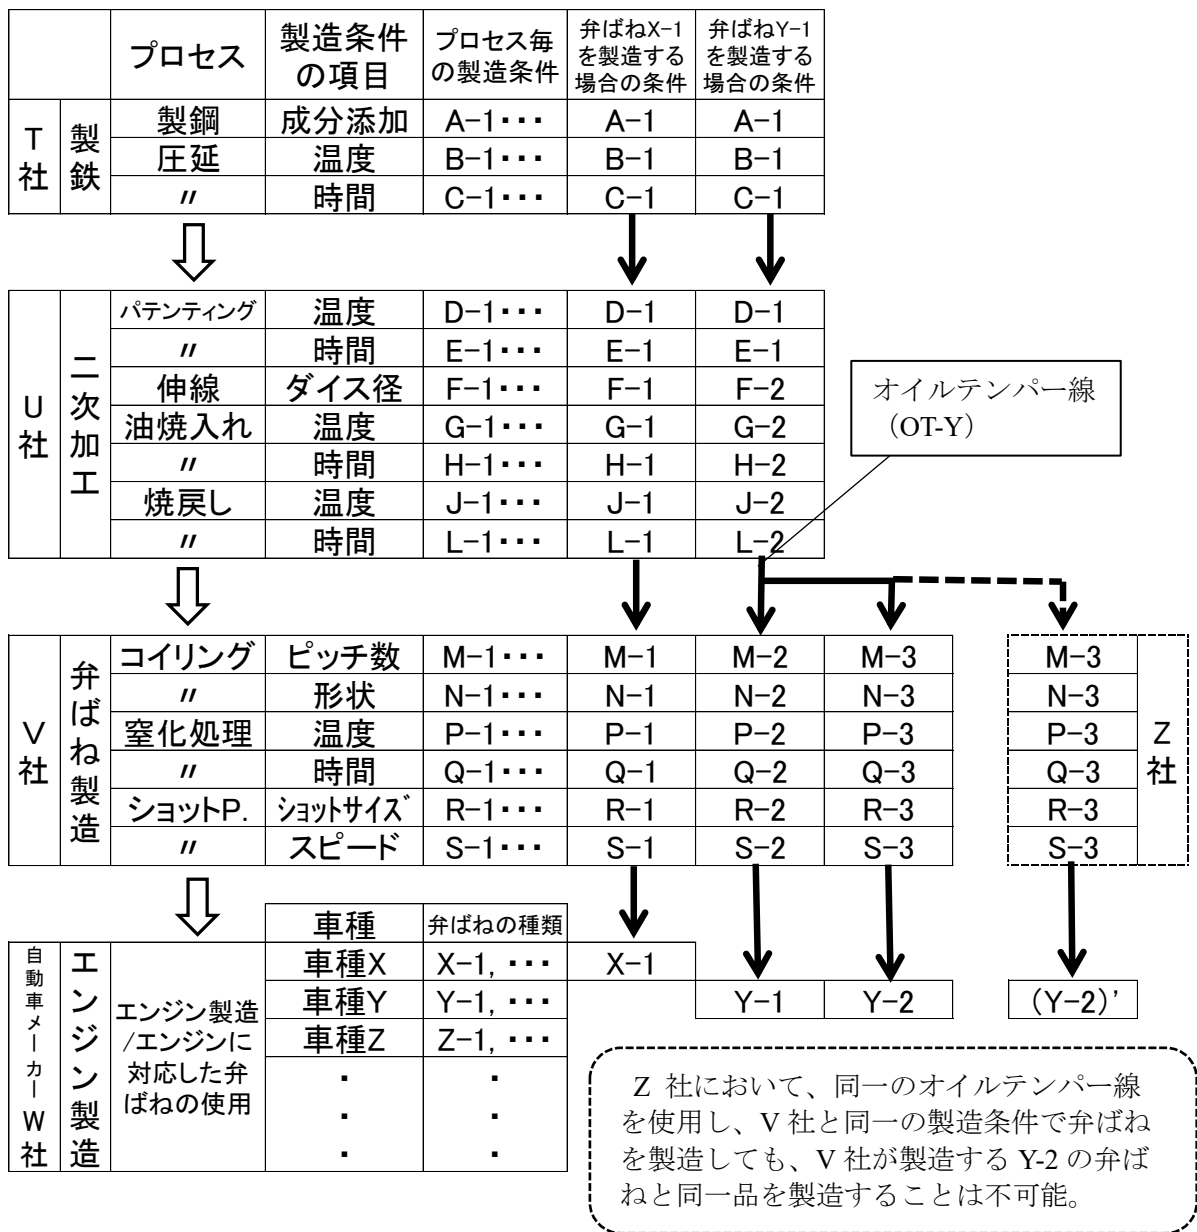 プロセス 製造条件の項目 プロセス毎の製造条件 弁ばねX-1を製造する場合の条件 弁ばねY-1を製造する場合の条件
T社 製鉄 製鋼 成分添加 A-1・・・ A-1 A-1
圧延 温度 B-1・・・ B-1 B-1
〃 時間 C-1・・・ C-1 C-1
U社 二次加工 パテンティング 温度 D-1・・・ D-1 D-1
〃 時間 E-1・・・ E-1 E-1
伸線 ダイス径 F-1・・・ F-1 F-2
油焼入れ 温度 G-1・・・ G-1 G-2
〃 時間 H-1・・・ H-1 H-2
焼戻し 温度 J-1・・・ J-1 J-2
〃 時間 L-1・・・ L-1 L-2
オイルテンパー線
（OT-Y）
V社 弁ばね製造 コイリング ピッチ数 M-1・・・ M-1 M-2 M-3 M-3
〃 形状 N-1・・・ N-1 N-2 N-3 N-3
窒化処理 温度 P-1・・・ P-1 P-2 P-3 P-3 Z社
〃 時間 Q-1・・・ Q-1 Q-2 Q-3 Q-3
ショットP. ショットサイズ R-1・・・ R-1 R-2 R-3 R-3
〃 スピード S-1・・・ S-1 S-2 S-3 S-3
車種 弁ばねの種類
自動車メーカーW社 エンジン製造 エンジン製造/エンジンに対応した弁ばねの使用
車種X X-1, ・・・ X-1
車種Y Y-1, ・・・ Y-1 Y-2 (Y-2)’
車種Z Z-1, ・・・
・ ・
・ ・
・ ・
Z 社において、同一のオイルテンパー線
を使用し、V 社と同一の製造条件で弁ばね
を製造しても、V 社が製造する Y-2 の弁ば
ねと同一品を製造することは不可能。